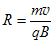 R = mv/qB